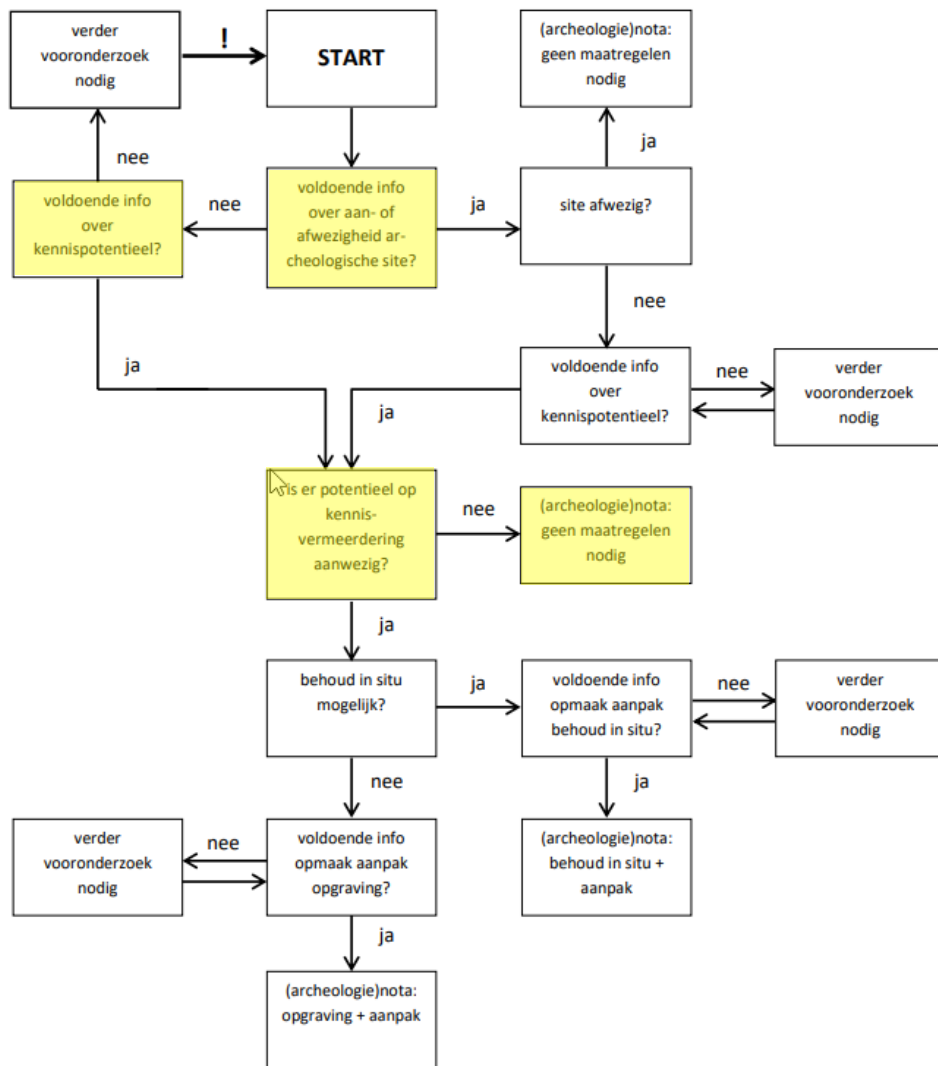 verder
vooronderzoek
nodig
!
START
(archeologie)nota:
geen maatregelen
nodig
nee
ja
voldoende info
over
kennispotentieel?
nee
voldoende info
over aan- of
afwezigheid ar-
cheologische site?
ja
site afwezig?
nee
ja
voldoende info
over
kennispotentieel?
nee
verder
vooronderzoek
nodig
ja
is er potentieel op
kennis-
vermeerdering
aanwezig?
nee
(archeologie)nota:
geen maatregelen
nodig
ja
behoud in situ
mogelijk?
ja
voldoende info
opmaak aanpak
behoud in situ?
nee
verder
vooronderzoek
nodig
nee
ja
verder
vooronderzoek
nodig
nee
voldoende info
opmaak aanpak
opgraving?
(archeologie)nota:
behoud in situ +
aanpak
ja
(archeologie)nota:
opgraving + aanpak